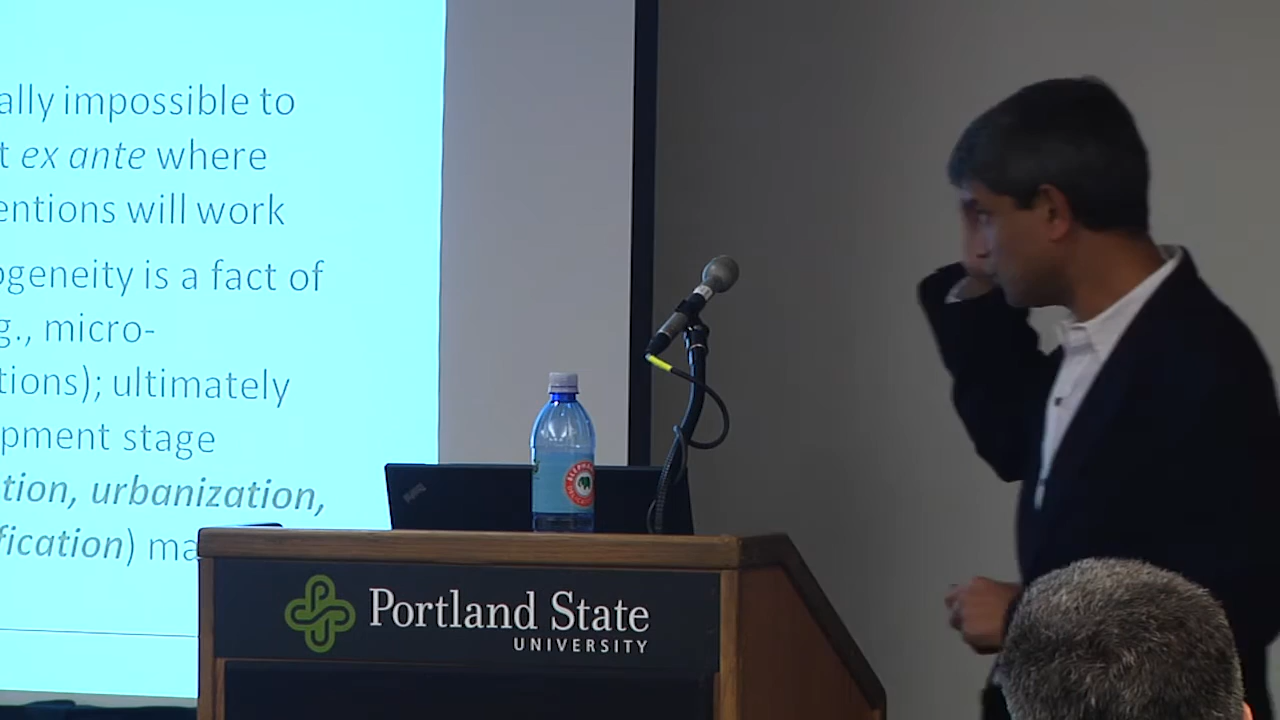 ally impossible to
t ex ante where
entions will work
ogeneity is a fact of
g., micro-
tions); ultimately
pment stage
tion, urbanization,
fication) ma
Portland State
UNIVERSITY